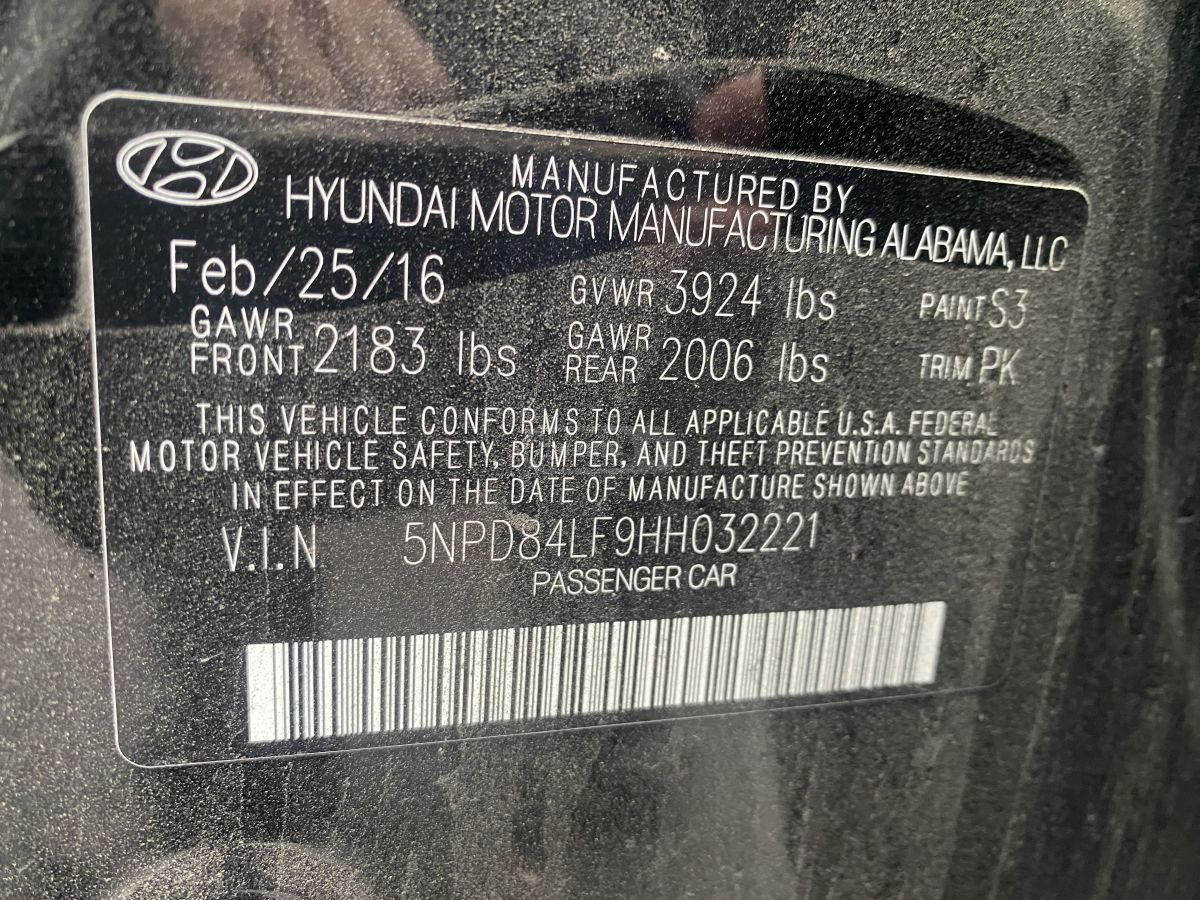 MANUFACTURED BY
HYUNDAI MOTOR MANUFACTURING ALABAMA, LLC
Feb/25/16 GVWR 3924 lbs PAINT S3
GAWR FRONT 2183 lbs GAWR REAR 2006 lbs TRIM PK
THIS VEHICLE CONFORMS TO ALL APPLICABLE U.S.A. FEDERAL
MOTOR VEHICLE SAFETY, BUMPER, AND THEFT PREVENTION STANDARDS
IN EFFECT ON THE DATE OF MANUFACTURE SHOWN ABOVE
V.I.N 5NPD84LF9HH032221
PASSENGER CAR